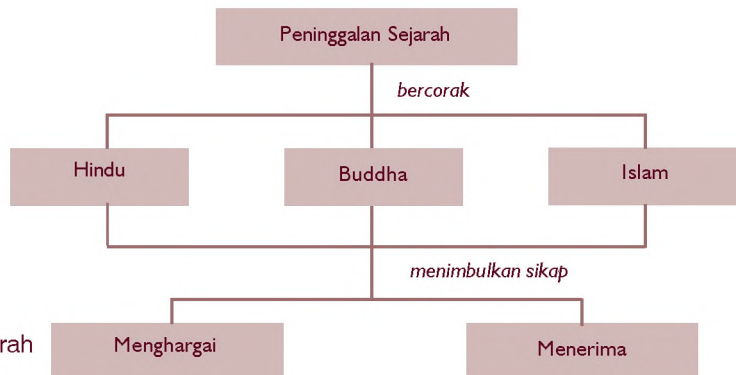 Peninggalan Sejarah
bercorak
Hindu
Buddha
Islam
menimbulkan sikap
rah
Menghargai
Menerima